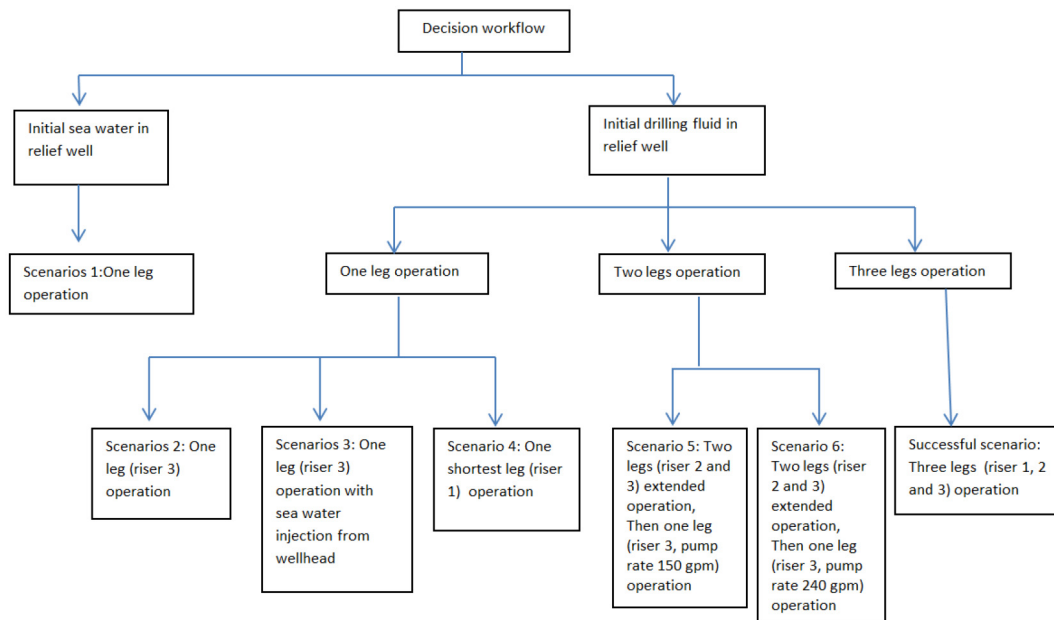 Decision workflow
Initial sea water in
relief well
Initial drilling fluid in
relief well
Scenarios 1:One leg
operation
One leg operation
Two legs operation
Three legs operation
Scenarios 2: One
leg (riser 3)
operation
Scenarios 3: One
leg (riser 3)
operation with
sea water
injection from
wellhead
Scenario 4: One
shortest leg (riser
1) operation
Scenario 5: Two
legs (riser 2 and
3) extended
operation,
Then one leg
(riser 3, pump
rate 150 gpm)
operation
Scenario 6:
Two legs (riser
2 and 3)
extended
operation,
Then one leg
(riser 3, pump
rate 240 gpm)
operation
Successful scenario:
Three legs (riser 1, 2
and 3) operation